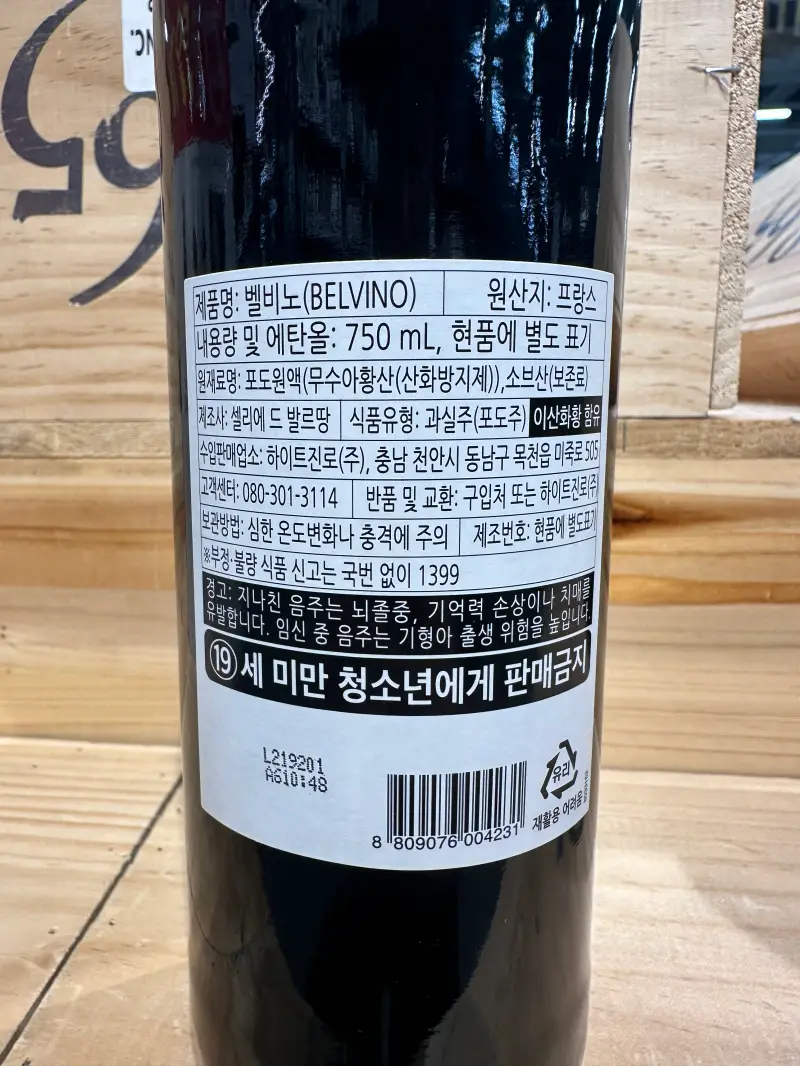 제품명: 벨비노(BELVINO) 원산지: 프랑스
내용량 및 에탄올: 750 mL, 현품에 별도 표기
원재료명: 포도원액(무수아황산(산화방지제)),소브산(보존료)
제조사: 셀리에 드 발르땅 식품유형: 과실주(포도주) 이산화황 함유
수입판매업소: 하이트진로(주), 충남 천안시 동남구 목천읍 미죽로 505
고객센터: 080-301-3114 반품 및 교환: 구입처 또는 하이트진로(주)
보관방법: 심한 온도변화나 충격에 주의 제조번호: 현품에 별도표기
※부정·불량 식품 신고는 국번 없이 1399
경고: 지나친 음주는 뇌졸중, 기억력 손상이나 치매를
유발합니다. 임신 중 음주는 기형아 출생 위험을 높입니다.
19세 미만 청소년에게 판매금지
L219201
A610:48
유리
재활용 어려움
8 809076 004231